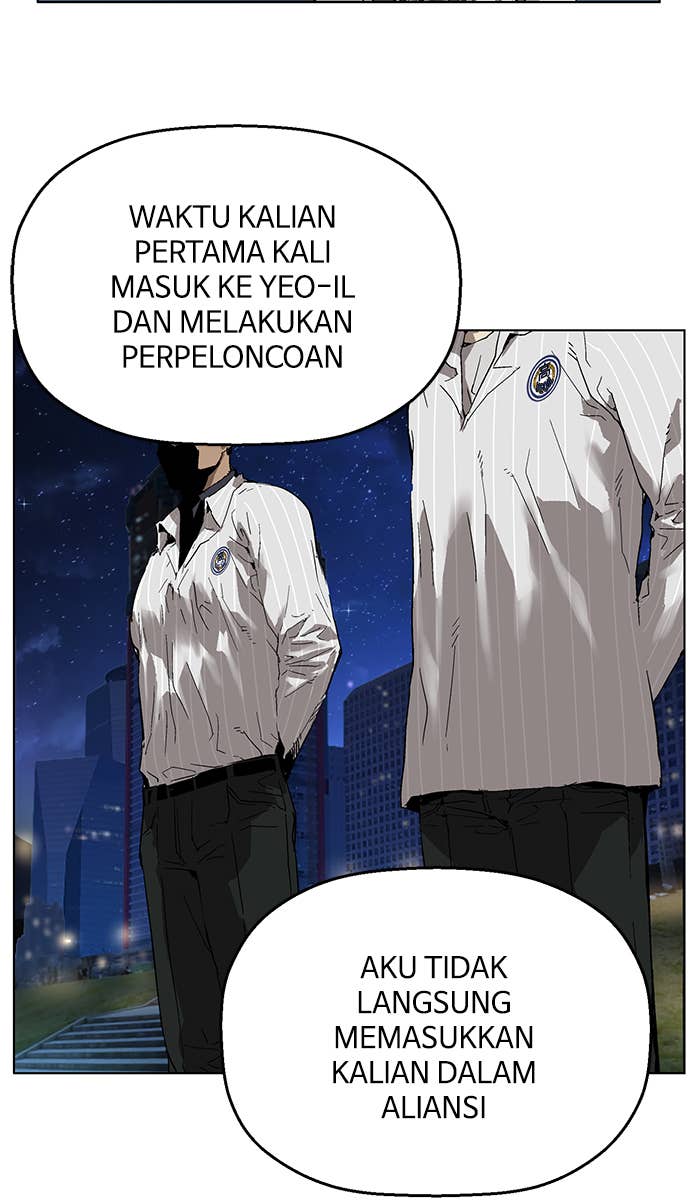 WAKTU KALIAN
PERTAMA KALI
MASUK KE YEO-IL
DAN MELAKUKAN
PERPELONCOAN
AKU TIDAK
LANGSUNG
MEMASUKKAN
KALIAN DALAM
ALIANSI